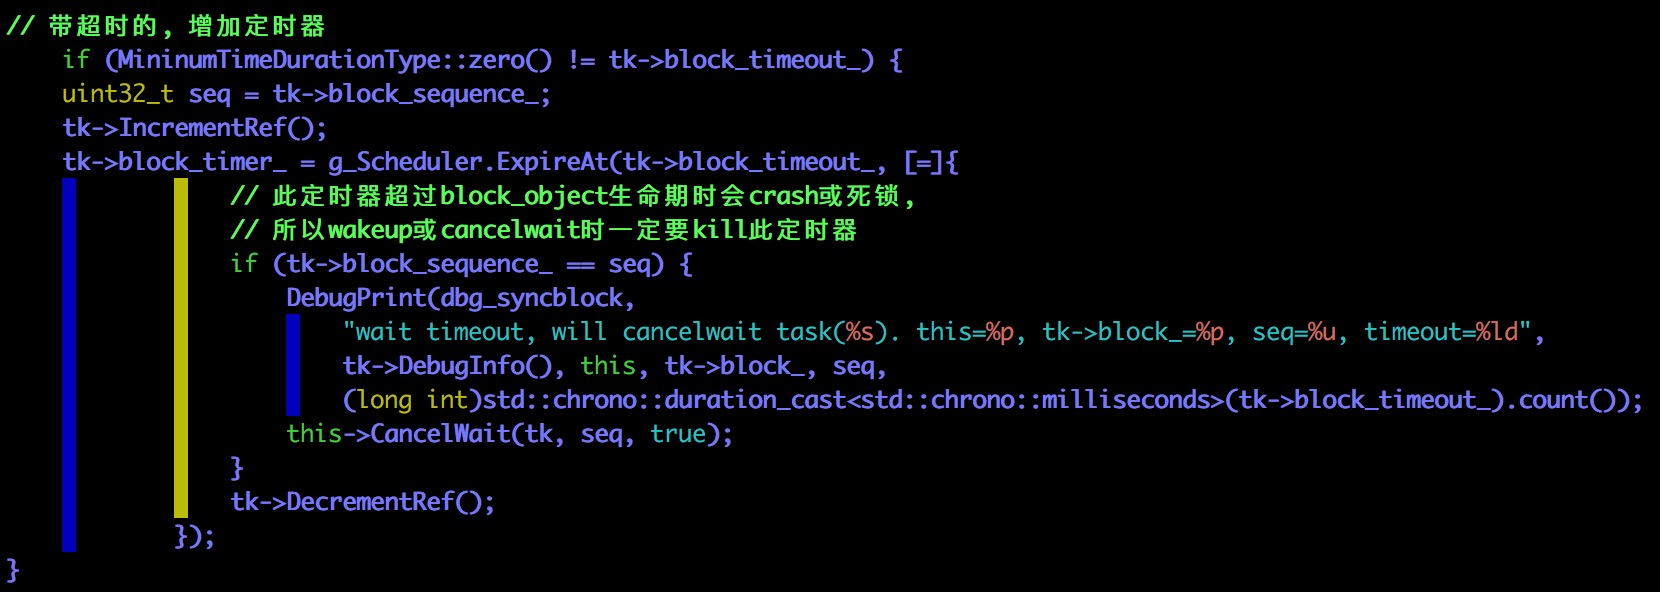 // 带超时的，增加定时器
if (MininumTimeDurationType::zero() != tk->block_timeout_) {
uint32_t seq = tk->block_sequence_;
tk->IncrementRef();
tk->block_timer_ = g_Scheduler.ExpireAt(tk->block_timeout_, [=]{
// 此定时器超过block_object生命期时会crash或死锁，
// 所以wakeup或cancelwait时一定要kill此定时器
if (tk->block_sequence_ == seq) {
DebugPrint(dbg_syncblock,
"wait timeout, will cancelwait task(%s). this=%p, tk->block_=%p, seq=%u, timeout=%ld",
tk->DebugInfo(), this, tk->block_, seq,
(long int)std::chrono::duration_cast<std::chrono::milliseconds>(tk->block_timeout_).count());
this->CancelWait(tk, seq, true);
}
tk->DecrementRef();
});
}